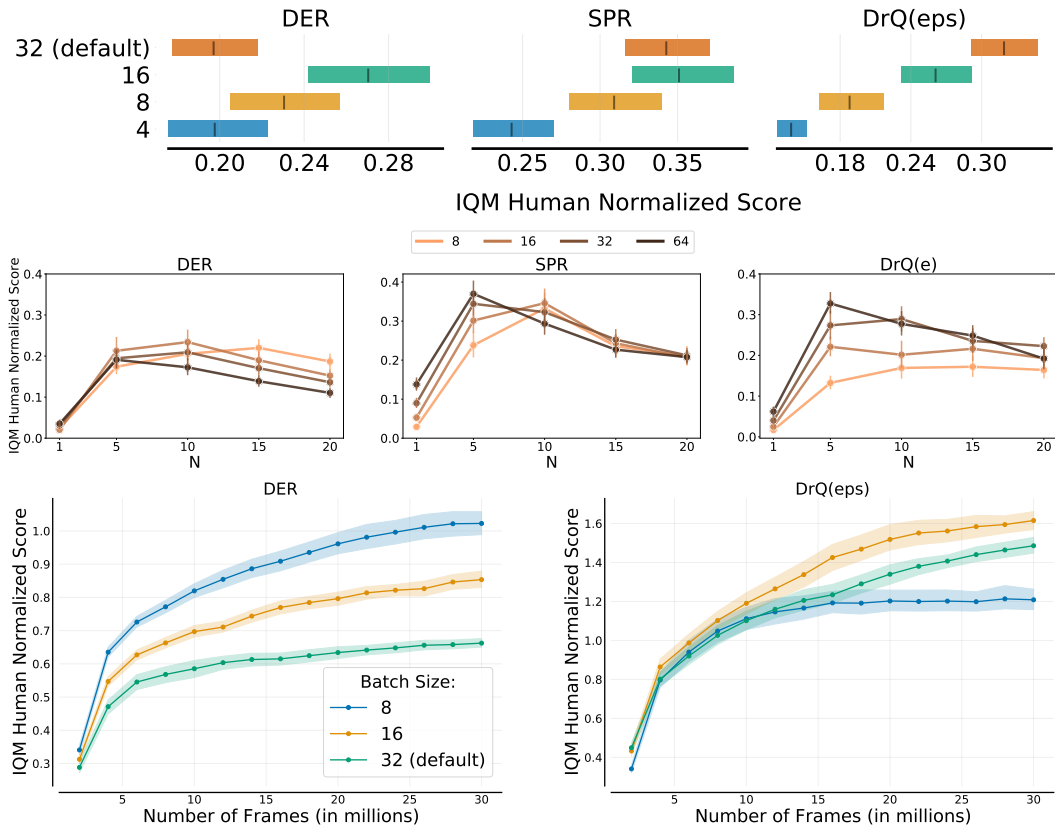 DER SPR DrQ(eps)
32 (default)
16
8
4
0.20 0.24 0.28 0.25 0.30 0.35 0.18 0.24 0.30
IQM Human Normalized Score
8 16 32 64
DER SPR DrQ(e)
IQM Human Normalized Score
0.4 0.4 0.4
0.3 0.3 0.3
0.2 0.2 0.2
0.1 0.1 0.1
0.0 0.0 0.0
1 5 10 15 20 1 5 10 15 20 1 5 10 15 20
N N N
DER DrQ(eps)
IQM Human Normalized Score
1.0
0.9
0.8
0.7
0.6
0.5
0.4
0.3
Batch Size:
8
16
32 (default)
5 10 15 20 25 30
Number of Frames (in millions)
IQM Human Normalized Score
1.6
1.4
1.2
1.0
0.8
0.6
0.4
5 10 15 20 25 30
Number of Frames (in millions)